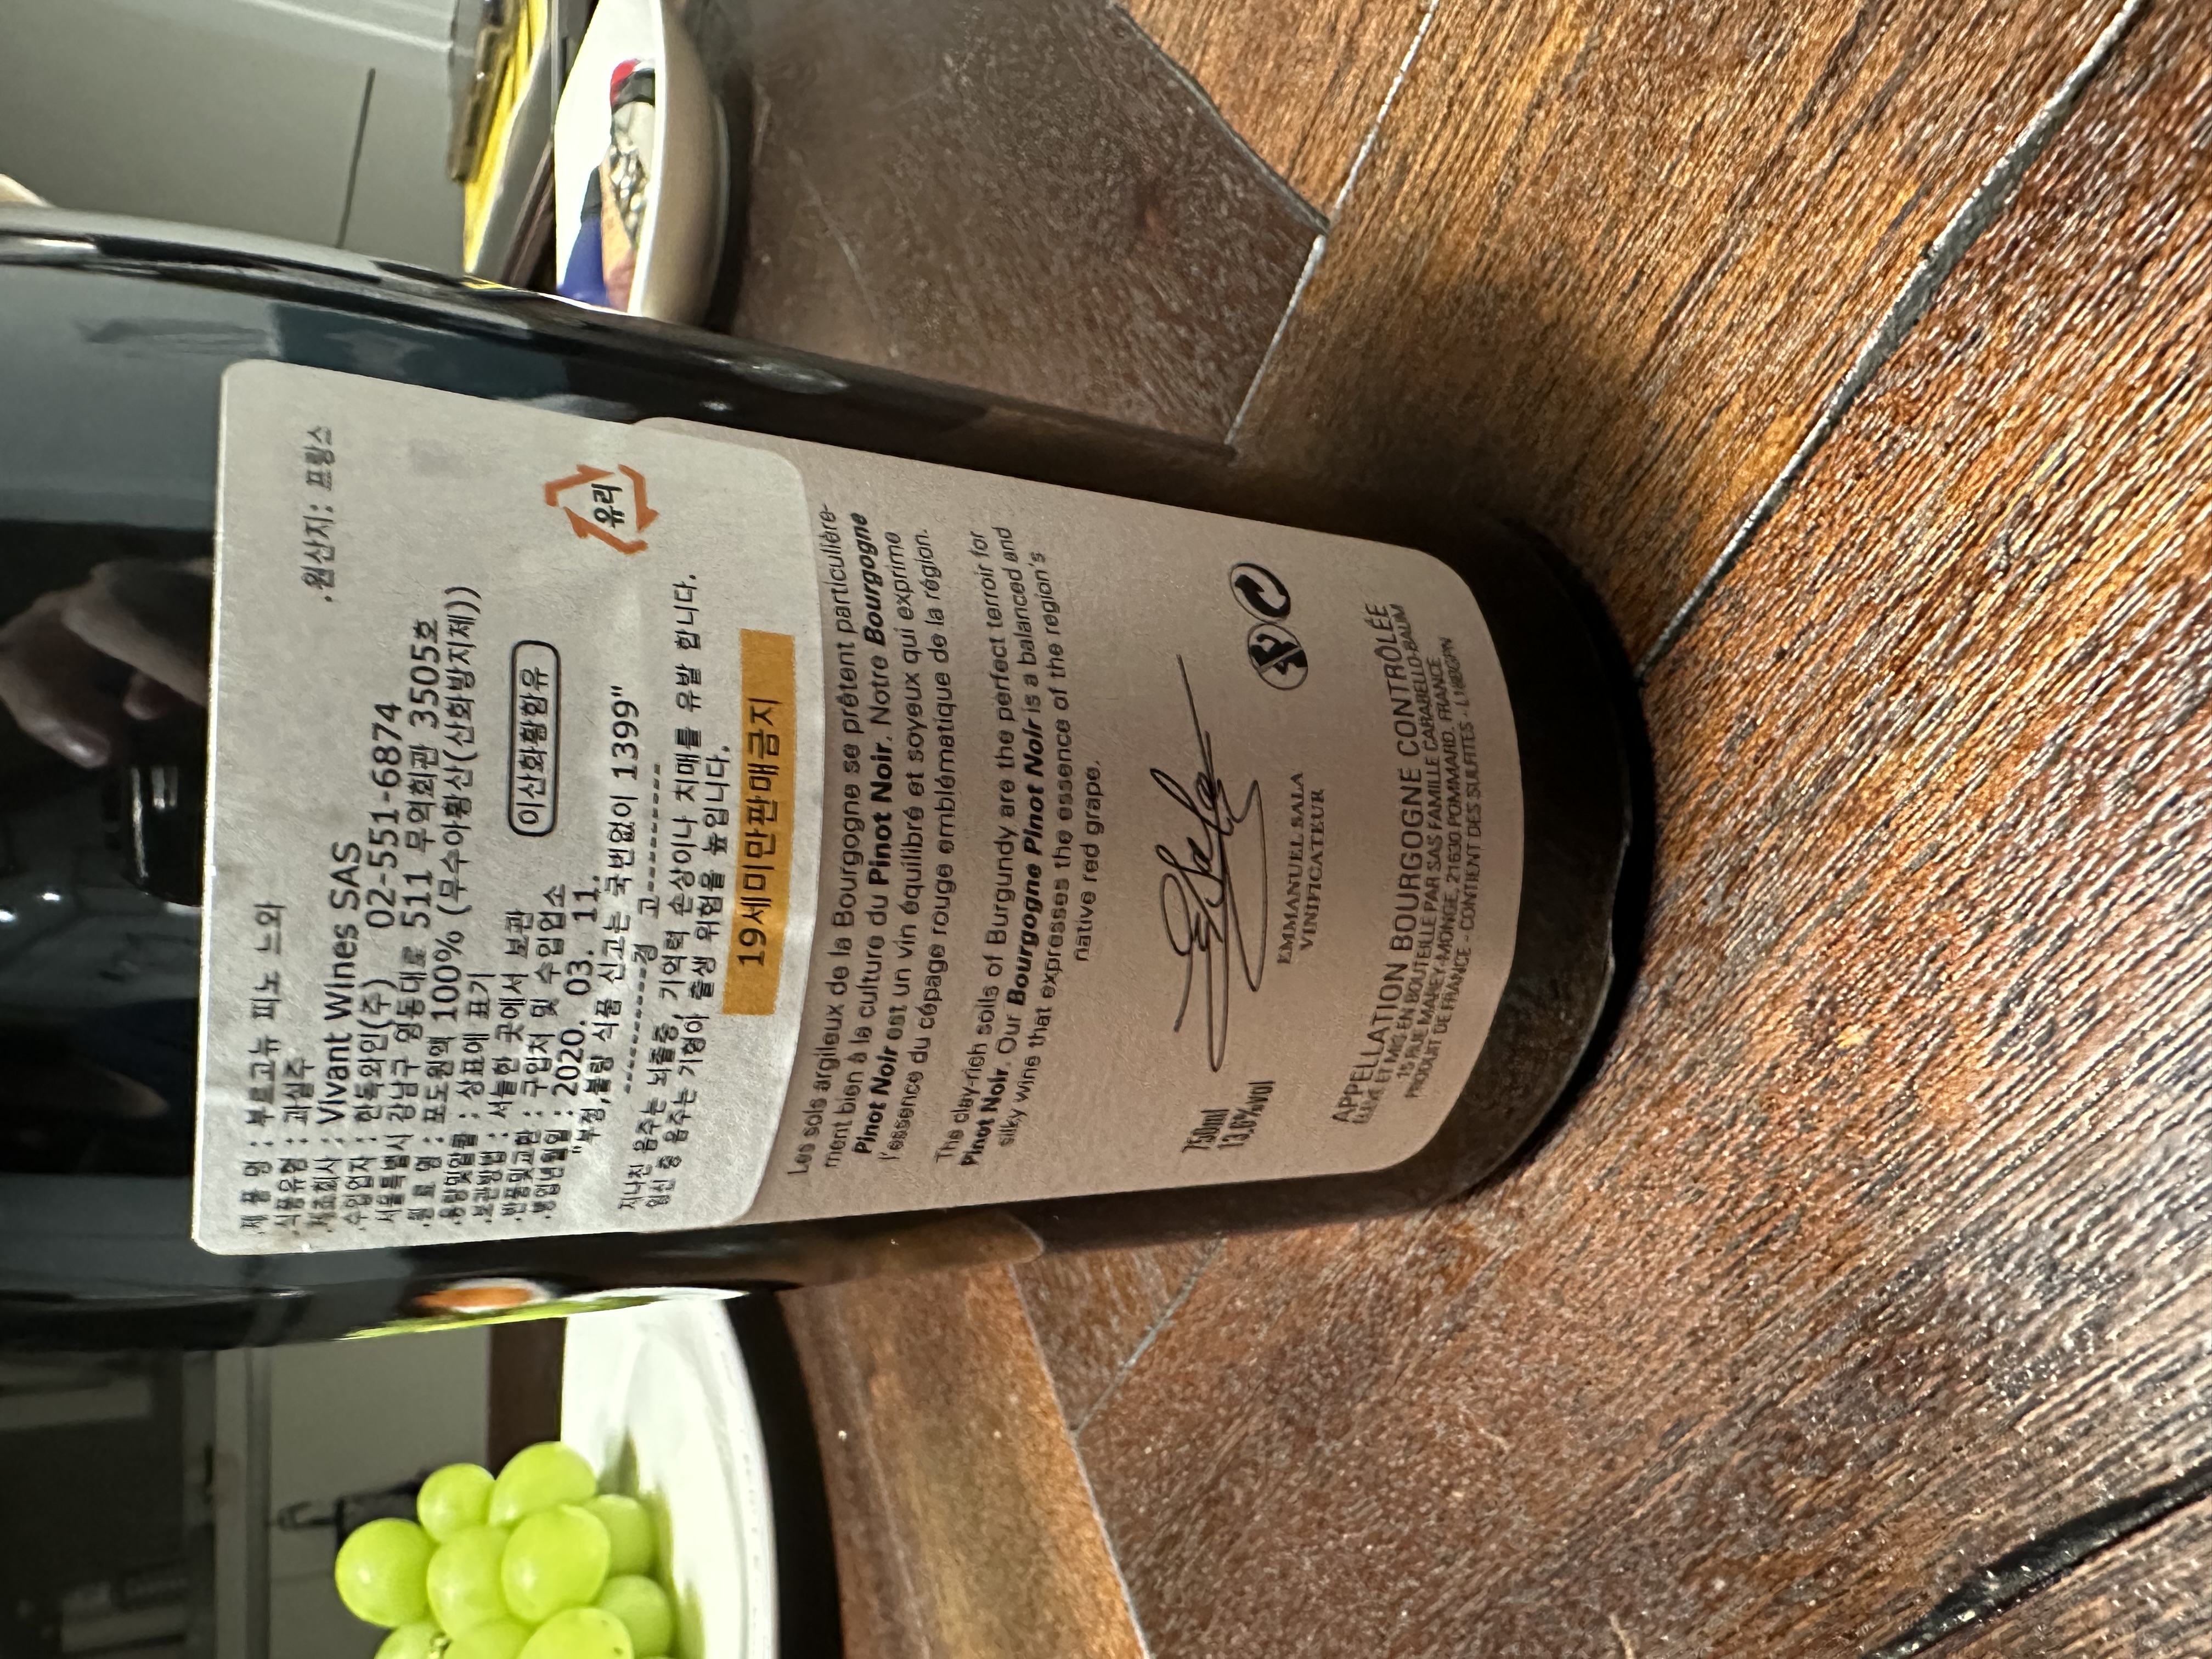 .제 품 명 : 부르고뉴 피노 느와
.식품유형 : 과실주
.원산지: 프랑스
.제조회사 : Vivant Wines SAS
.수입업자 : 한독와인(주) 02-551-6874
서울특별시 강남구 영동대로 511 무역회관 3505호
.원 료 명 : 포도원액 100% (무수아황산(산화방지제))
.용량및알콜 : 상표에 표기
.보관방법 : 서늘한 곳에서 보관
이산화황함유
.반품및교환 : 구입처 및 수입업소
.병입년월일 : 2020. 03. 11.
"부정,불량 식품 신고는 국번없이 1399"
유리
----------경 고----------
지나친 음주는 뇌졸중, 기억력 손상이나 치매를 유발 합니다.
임신 중 음주는 기형아 출생 위험을 높입니다.
19세미만판매금지
Les sols argileux de la Bourgogne se prêtent particulière-
ment bien à la culture du Pinot Noir. Notre Bourgogne
Pinot Noir est un vin équilibré et soyeux qui exprime
l'essence du cépage rouge emblématique de la région.
The clay-rich soils of Burgundy are the perfect terroir for
Pinot Noir. Our Bourgogne Pinot Noir is a balanced and
silky wine that expresses the essence of the region's
native red grape.
E Sala
750ml
13.6%vol
EMMANUEL SALA
VINIFICATEUR
APPELLATION BOURGOGNE CONTRÔLÉE
ÉLEVÉ ET MIS EN BOUTEILLE PAR SAS FAMILLE CARABELLO-BAUM
15 RUE MAREY-MONGE, 21630 POMMARD, FRANCE
PRODUIT DE FRANCE - CONTIENT DES SULFITES - L18BGPN